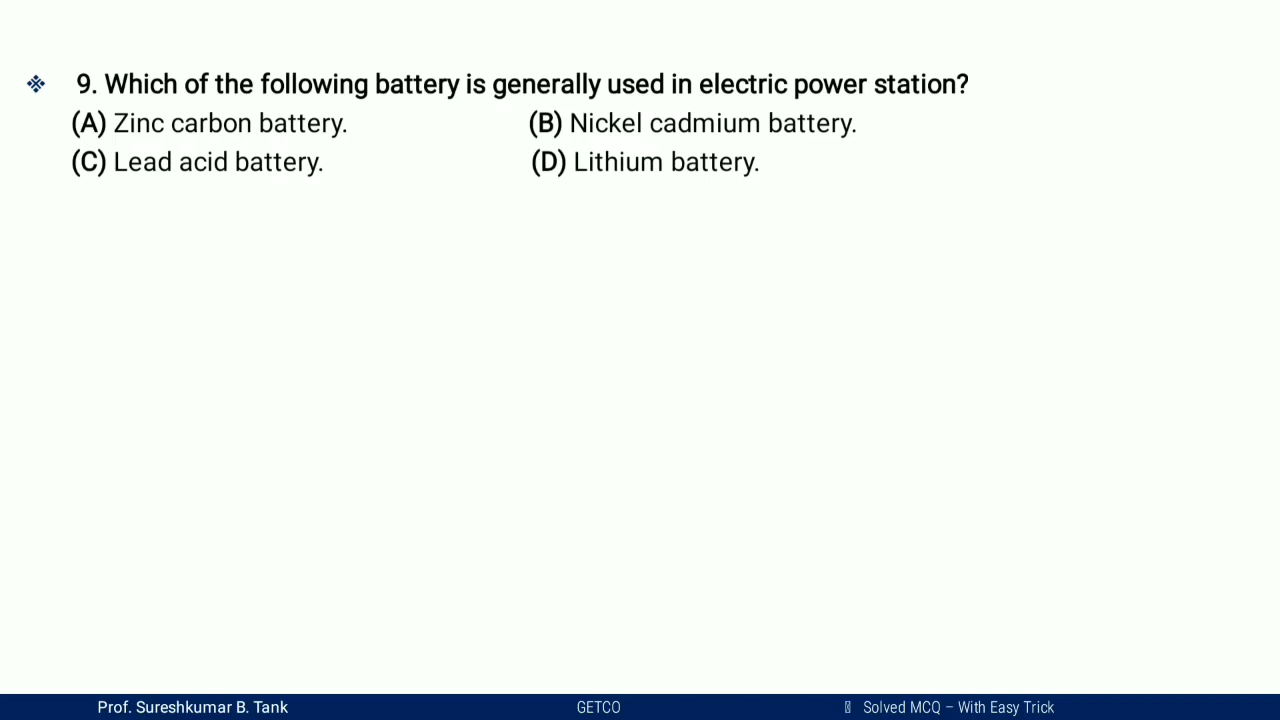 ❖ 9. Which of the following battery is generally used in electric power station?
(A) Zinc carbon battery. (B) Nickel cadmium battery.
(C) Lead acid battery. (D) Lithium battery.
Prof. Sureshkumar B. Tank GETCO Solved MCQ – With Easy Trick